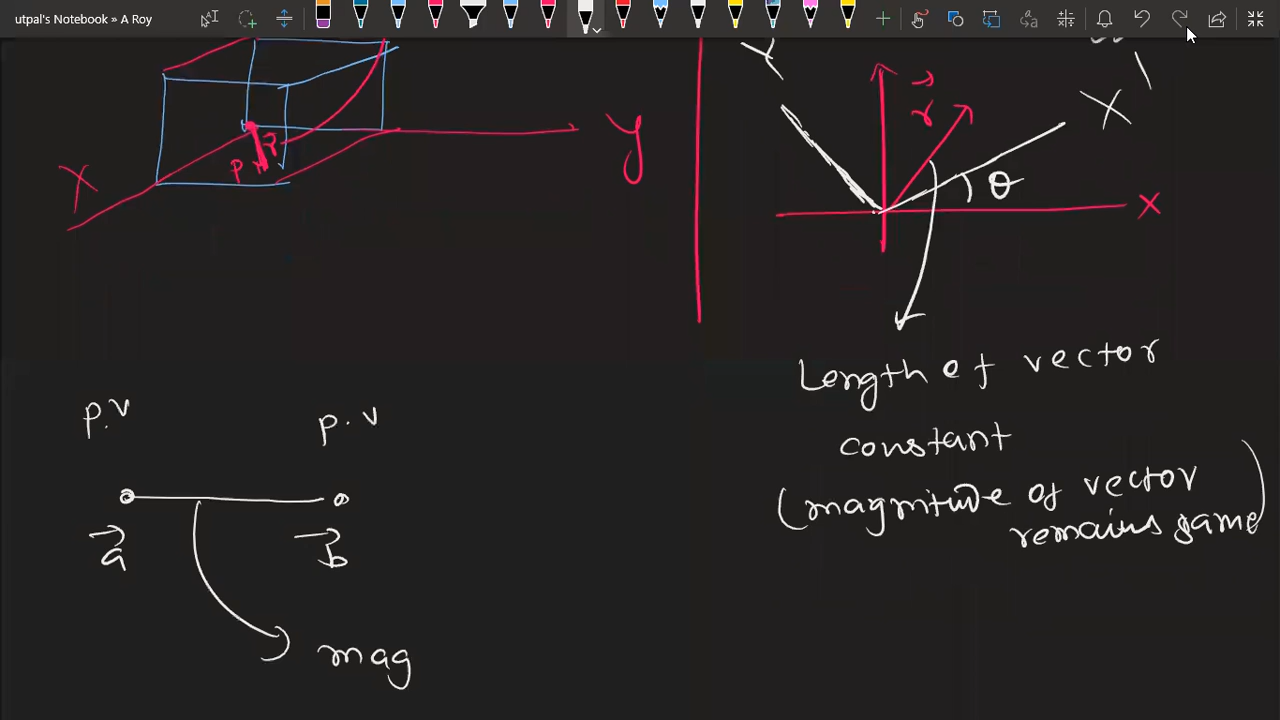 utpal's Notebook » A Roy
Y
X'
r
θ
X
y
X
P
Length of vector
constant
(magnitude of vector
remains same)
p.v
p.v
a
b
mag